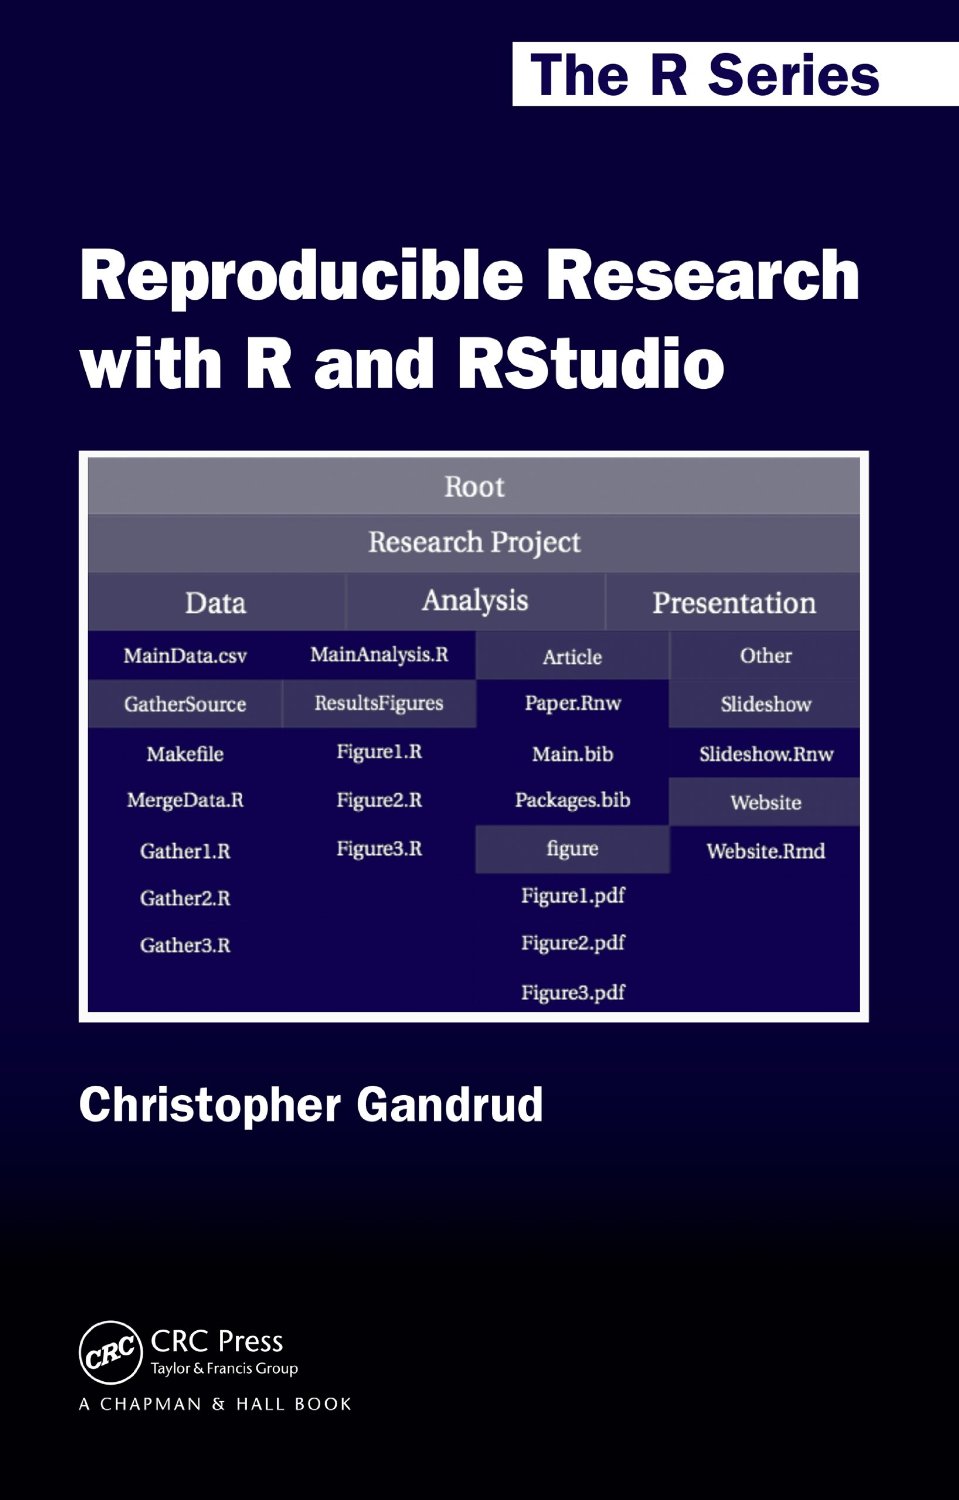 The R Series
Reproducible Research
with R and RStudio
Root
Research Project
Data Analysis Presentation
MainData.csv MainAnalysis.R Article Other
GatherSource ResultsFigures Paper.Rnw Slideshow
Makefile Figure1.R Main.bib Slideshow.Rnw
MergeData.R Figure2.R Packages.bib Website
Gather1.R Figure3.R figure Website.Rmd
Gather2.R Figure1.pdf
Gather3.R Figure2.pdf
Figure3.pdf
Christopher Gandrud
CRC CRC Press
Taylor & Francis Group
A CHAPMAN & HALL BOOK